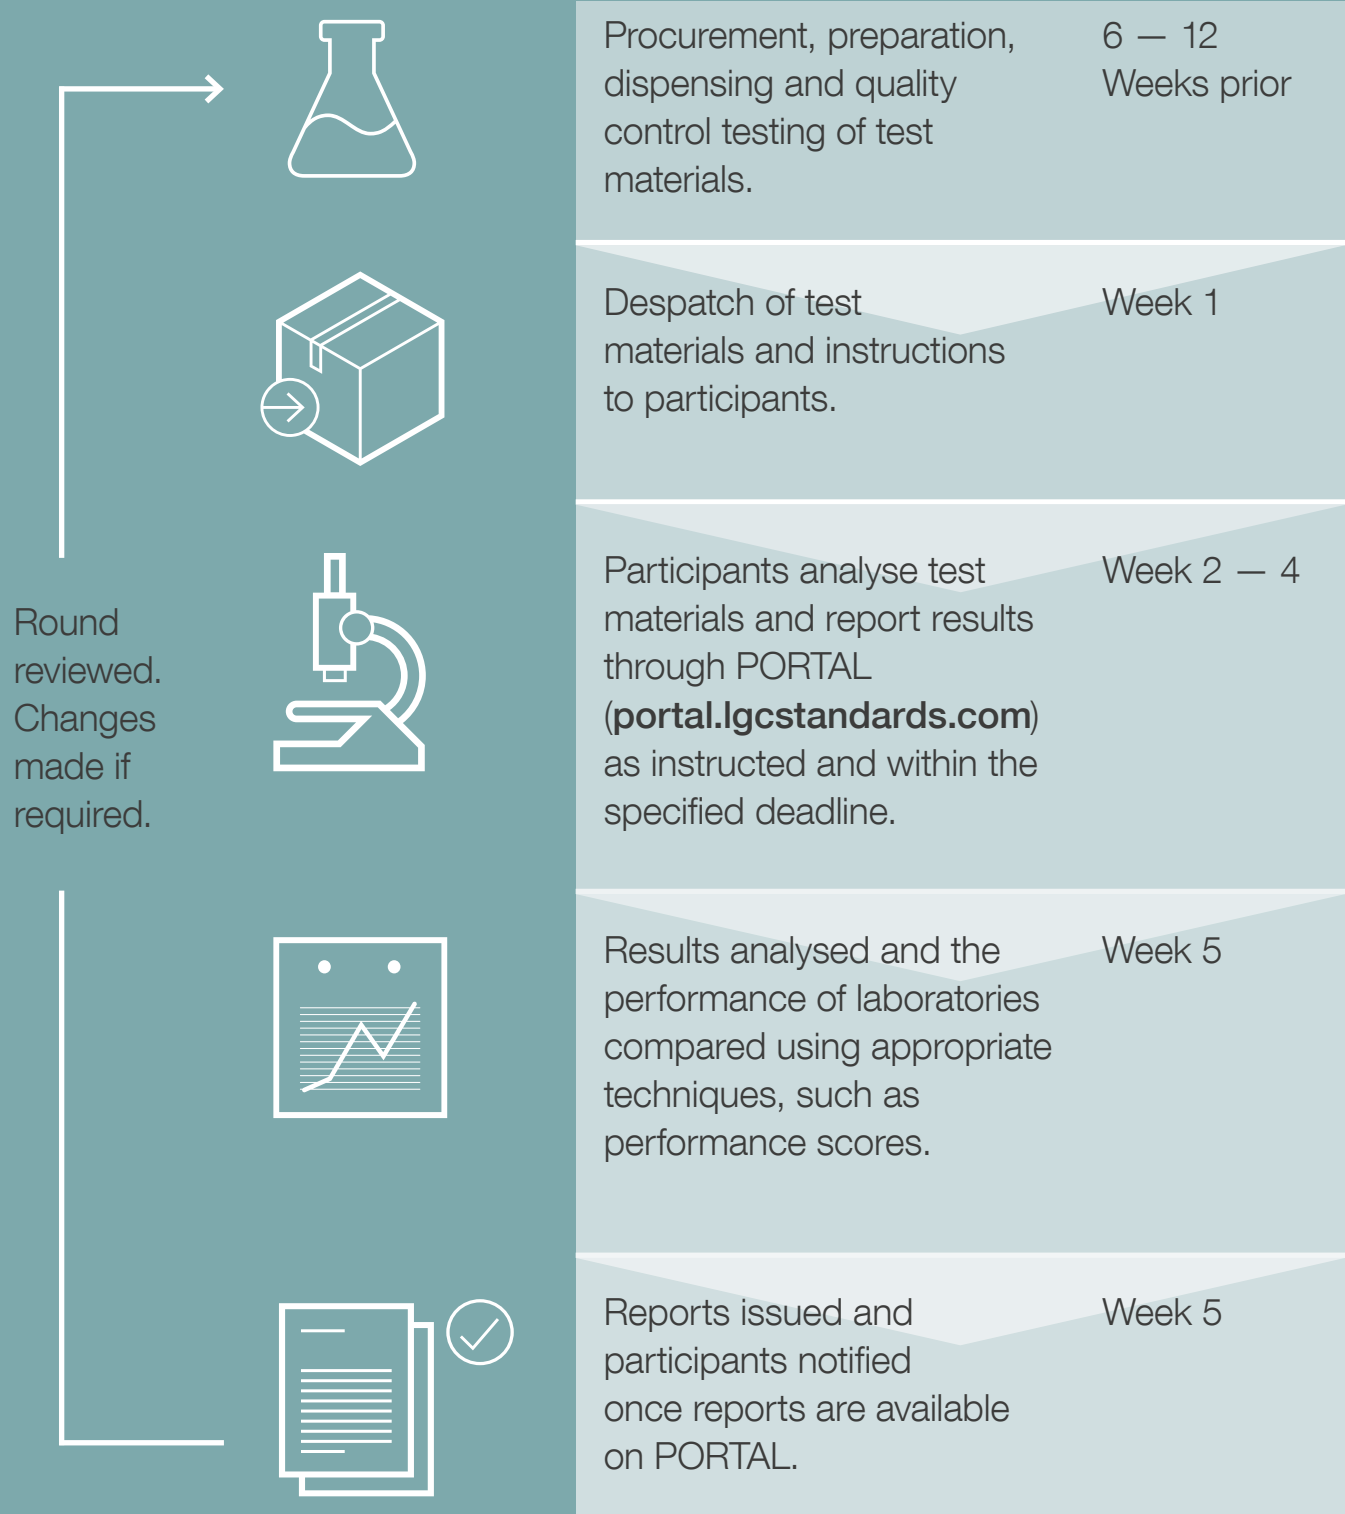 Procurement, preparation,
dispensing and quality
control testing of test
materials.
6 — 12
Weeks prior
Despatch of test
materials and instructions
to participants.
Week 1
Participants analyse test
materials and report results
through PORTAL
(portal.lgcstandards.com)
as instructed and within the
specified deadline.
Week 2 — 4
Round
reviewed.
Changes
made if
required.
Results analysed and the
performance of laboratories
compared using appropriate
techniques, such as
performance scores.
Week 5
Reports issued and
participants notified
once reports are available
on PORTAL.
Week 5